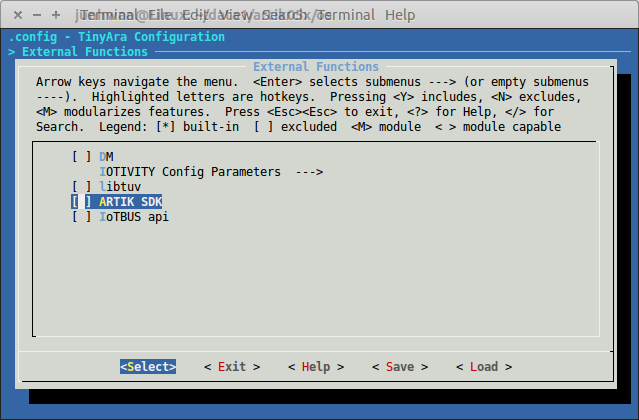 Terminal File Edit View Search Terminal Help
.config - TinyAra Configuration
> External Functions
External Functions
Arrow keys navigate the menu. <Enter> selects submenus ---> (or empty submenus
----). Highlighted letters are hotkeys. Pressing <Y> includes, <N> excludes,
<M> modularizes features. Press <Esc><Esc> to exit, <?> for Help, </> for
Search. Legend: [*] built-in [ ] excluded <M> module < > module capable
[ ] DM
IOTIVITY Config Parameters --->
[ ] libtuv
[ ] ARTIK SDK
[ ] IoTBUS api
<Select> < Exit > < Help > < Save > < Load >